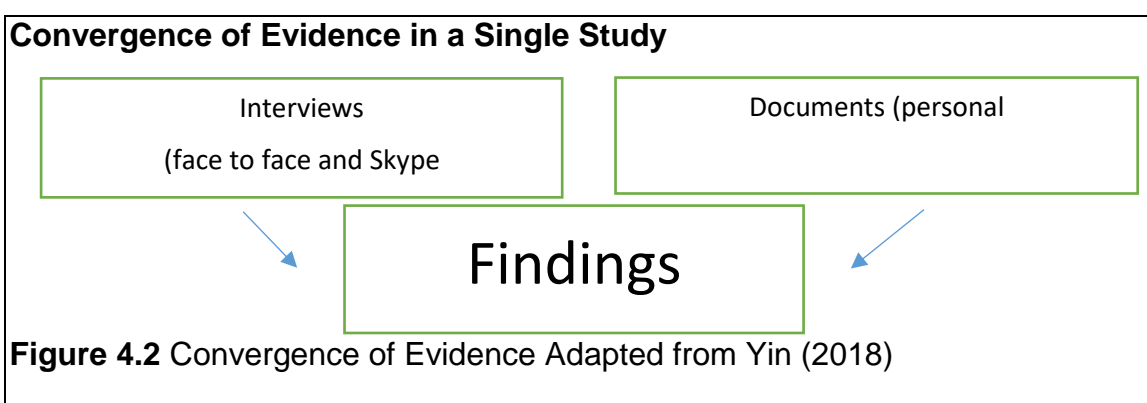 Convergence of Evidence in a Single Study
Interviews
(face to face and Skype
Documents (personal
Findings
Figure 4.2 Convergence of Evidence Adapted from Yin (2018)